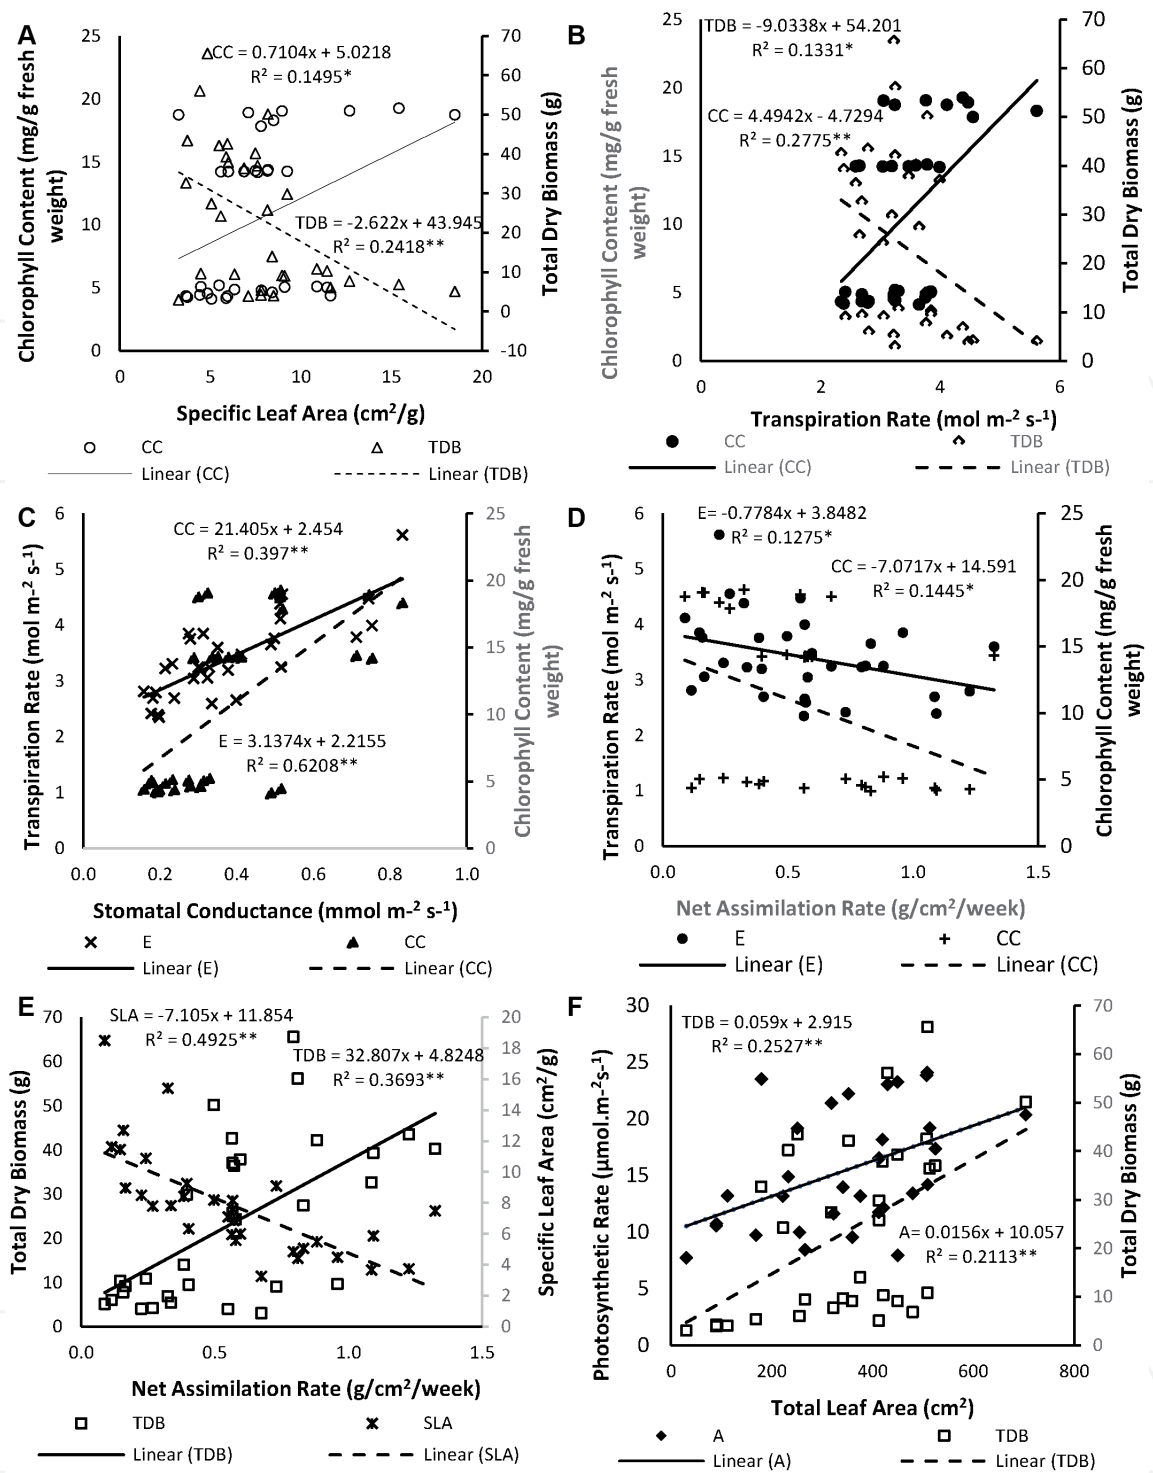 A
CC = 0.7104x + 5.0218
R² = 0.1495*
TDB = -2.622x + 43.945
R² = 0.2418**
Chlorophyll Content (mg/g fresh
weight)
25
20
15
10
5
0
Total Dry Biomass (g)
70
60
50
40
30
20
10
0
-10
0 5 10 15 20
Specific Leaf Area (cm²/g)
CC TDB
Linear (CC) Linear (TDB)
B
TDB = -9.0338x + 54.201
R² = 0.1331*
CC = 4.4942x - 4.7294
R² = 0.2775**
Chlorophyll Content (mg/g fresh
weight)
25
20
15
10
5
0
Total Dry Biomass (g)
70
60
50
40
30
20
10
0
0 2 4 6
Transpiration Rate (mol m-² s-¹)
CC TDB
Linear (CC) Linear (TDB)
C
CC = 21.405x + 2.454
R² = 0.397**
E = 3.1374x + 2.2155
R² = 0.6208**
Transpiration Rate (mol m-² s-¹)
6
5
4
3
2
1
0
Chlorophyll Content (mg/g fresh
weight)
25
20
15
10
5
0
0.0 0.2 0.4 0.6 0.8 1.0
Stomatal Conductance (mmol m-² s-¹)
E CC
Linear (E) Linear (CC)
D
E= -0.7784x + 3.8482
R² = 0.1275*
CC = -7.0717x + 14.591
R² = 0.1445*
Transpiration Rate (mol m-² s-¹)
6
5
4
3
2
1
0
Chlorophyll Content (mg/g fresh
weight)
25
20
15
10
5
0
0.0 0.5 1.0 1.5
Net Assimilation Rate (g/cm²/week)
E CC
Linear (E) Linear (CC)
E
SLA = -7.105x + 11.854
R² = 0.4925**
TDB = 32.807x + 4.8248
R² = 0.3693**
Total Dry Biomass (g)
70
60
50
40
30
20
10
0
Specific Leaf Area (cm²/g)
20
18
16
14
12
10
8
6
4
2
0
0.0 0.5 1.0 1.5
Net Assimilation Rate (g/cm²/week)
TDB SLA
Linear (TDB) Linear (SLA)
F
TDB = 0.059x + 2.915
R² = 0.2527**
A= 0.0156x + 10.057
R² = 0.2113**
Photosynthetic Rate (µmol.m-²s-¹)
30
25
20
15
10
5
0
Total Dry Biomass (g)
70
60
50
40
30
20
10
0
0 200 400 600 800
Total Leaf Area (cm²)
A TDB
Linear (A) Linear (TDB)